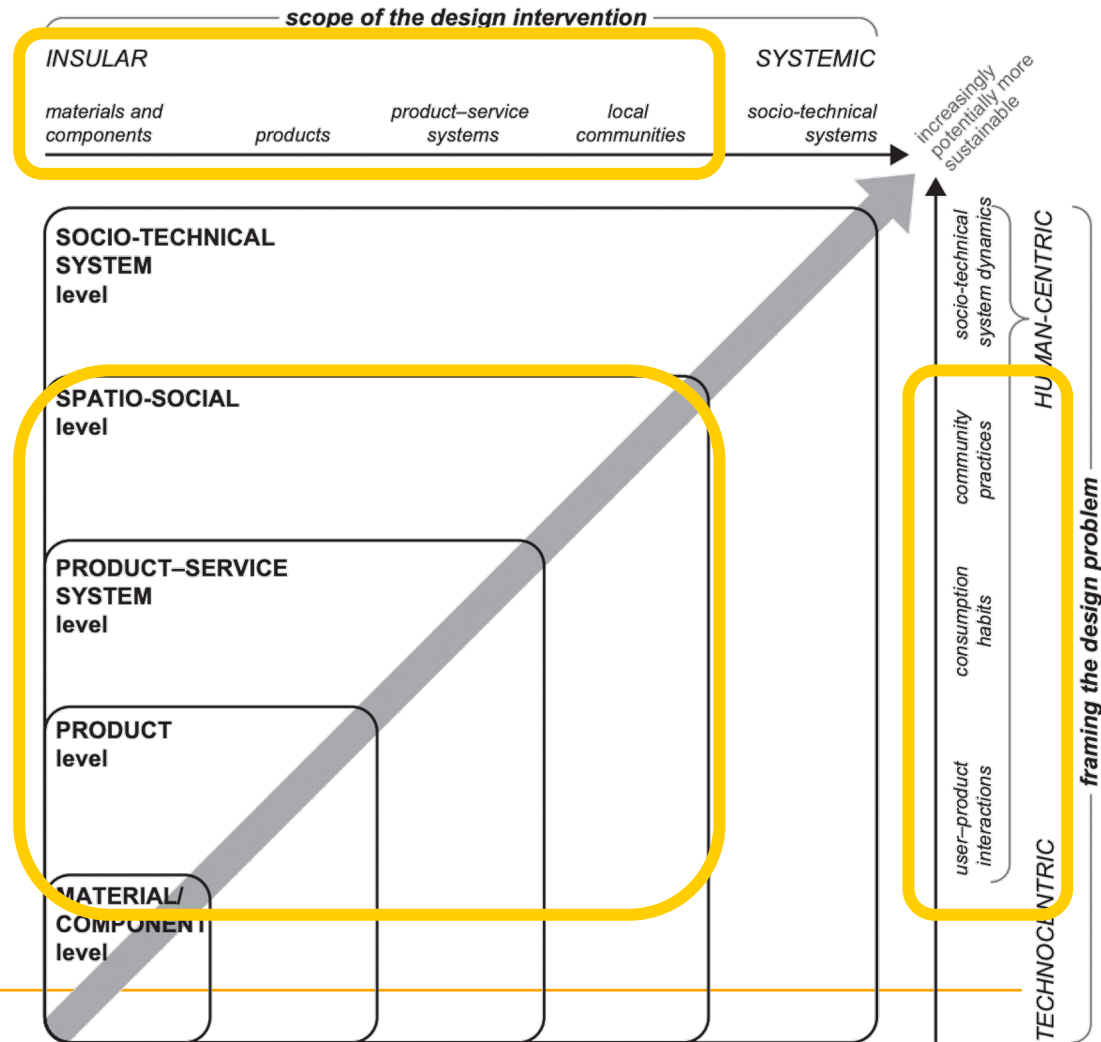 scope of the design intervention
INSULAR
SYSTEMIC
materials and
components
products
product–service
systems
local
communities
socio-technical
systems
increasingly
potentially more
sustainable
SOCIO-TECHNICAL
SYSTEM
level
SPATIO-SOCIAL
level
PRODUCT–SERVICE
SYSTEM
level
PRODUCT
level
MATERIAL/
COMPONENT
level
socio-technical
system dynamics
community
practices
consumption
habits
user–product
interactions
HUMAN-CENTRIC
TECHNOCENTRIC
framing the design problem